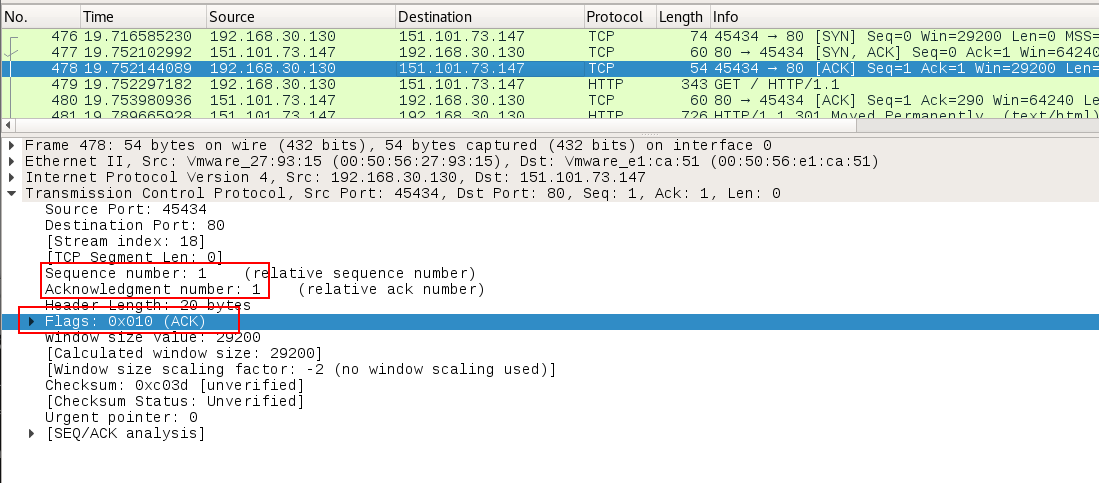 No. Time Source Destination Protocol Length Info
476 19.716585230 192.168.30.130 151.101.73.147 TCP 74 45434 → 80 [SYN] Seq=0 Win=29200 Len=0 MSS=
477 19.752102992 151.101.73.147 192.168.30.130 TCP 60 80 → 45434 [SYN, ACK] Seq=0 Ack=1 Win=64240
478 19.752144089 192.168.30.130 151.101.73.147 TCP 54 45434 → 80 [ACK] Seq=1 Ack=1 Win=29200 Len=
479 19.752297182 192.168.30.130 151.101.73.147 HTTP 343 GET / HTTP/1.1
480 19.753980936 151.101.73.147 192.168.30.130 TCP 60 80 → 45434 [ACK] Seq=1 Ack=290 Win=64240 Le
481 19.789665928 151.101.73.147 192.168.30.130 HTTP 726 HTTP/1.1 301 Moved Permanently (text/html)
Frame 478: 54 bytes on wire (432 bits), 54 bytes captured (432 bits) on interface 0
Ethernet II, Src: Vmware_27:93:15 (00:50:56:27:93:15), Dst: Vmware_e1:ca:51 (00:50:56:e1:ca:51)
Internet Protocol Version 4, Src: 192.168.30.130, Dst: 151.101.73.147
Transmission Control Protocol, Src Port: 45434, Dst Port: 80, Seq: 1, Ack: 1, Len: 0
Source Port: 45434
Destination Port: 80
[Stream index: 18]
[TCP Segment Len: 0]
Sequence number: 1 (relative sequence number)
Acknowledgment number: 1 (relative ack number)
Header Length: 20 bytes
Flags: 0x010 (ACK)
Window size value: 29200
[Calculated window size: 29200]
[Window size scaling factor: -2 (no window scaling used)]
Checksum: 0xc03d [unverified]
[Checksum Status: Unverified]
Urgent pointer: 0
[SEQ/ACK analysis]